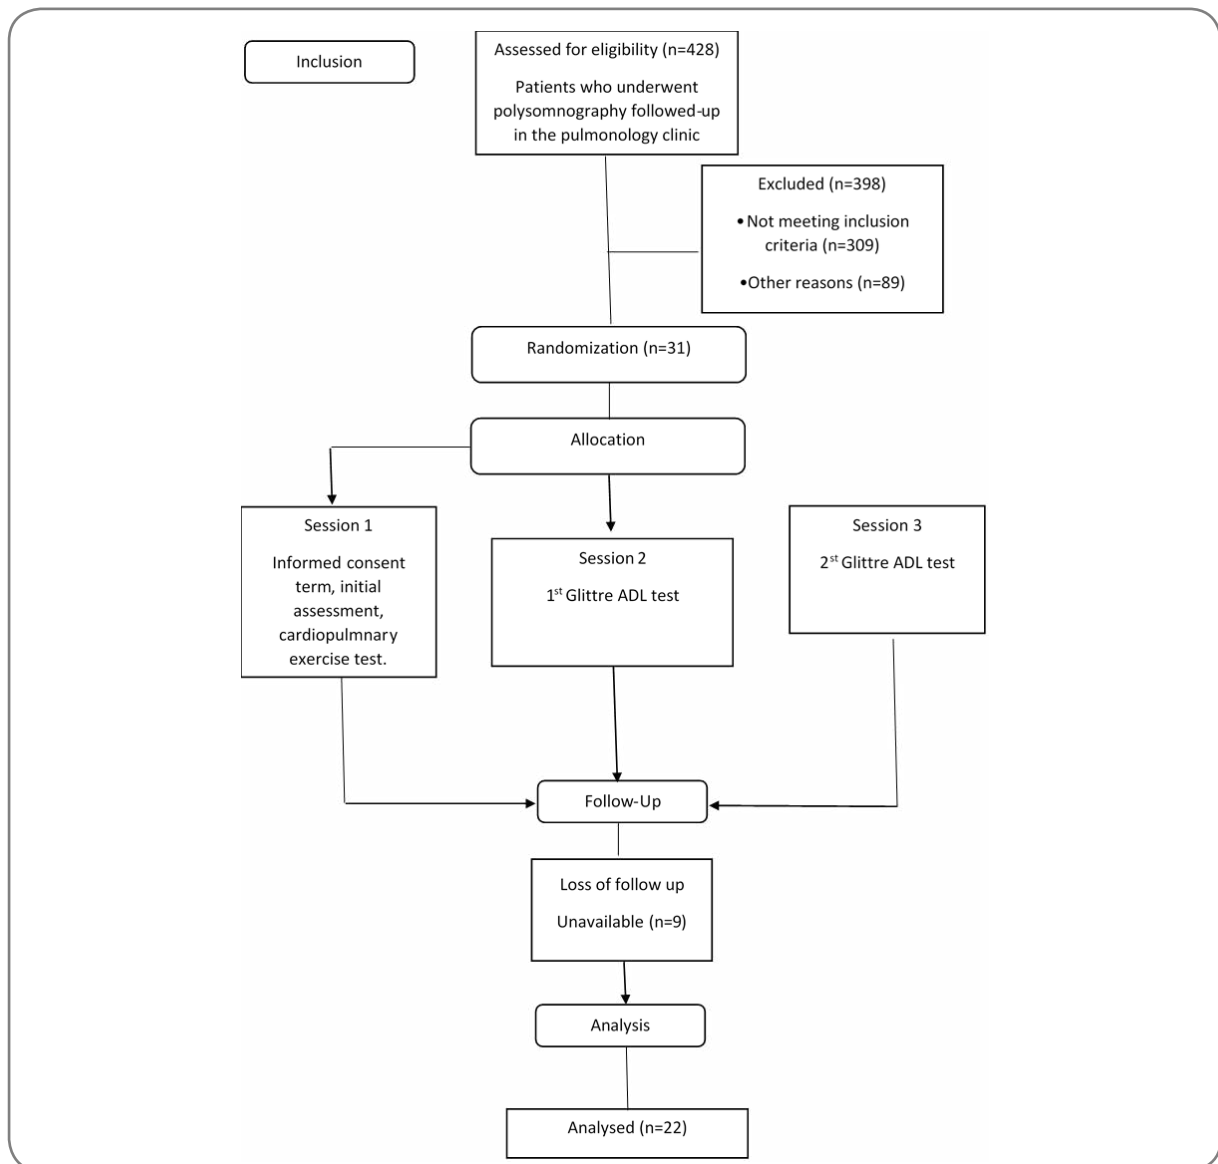 Inclusion
Assessed for eligibility (n=428)
Patients who underwent
polysomnography followed-up
in the pulmonology clinic
Excluded (n=398)
•Not meeting inclusion
criteria (n=309)
•Other reasons (n=89)
Randomization (n=31)
Allocation
Session 1
Informed consent
term, initial
assessment,
cardiopulmnary
exercise test.
Session 2
1st Glittre ADL test
Session 3
2st Glittre ADL test
Follow-Up
Loss of follow up
Unavailable (n=9)
Analysis
Analysed (n=22)